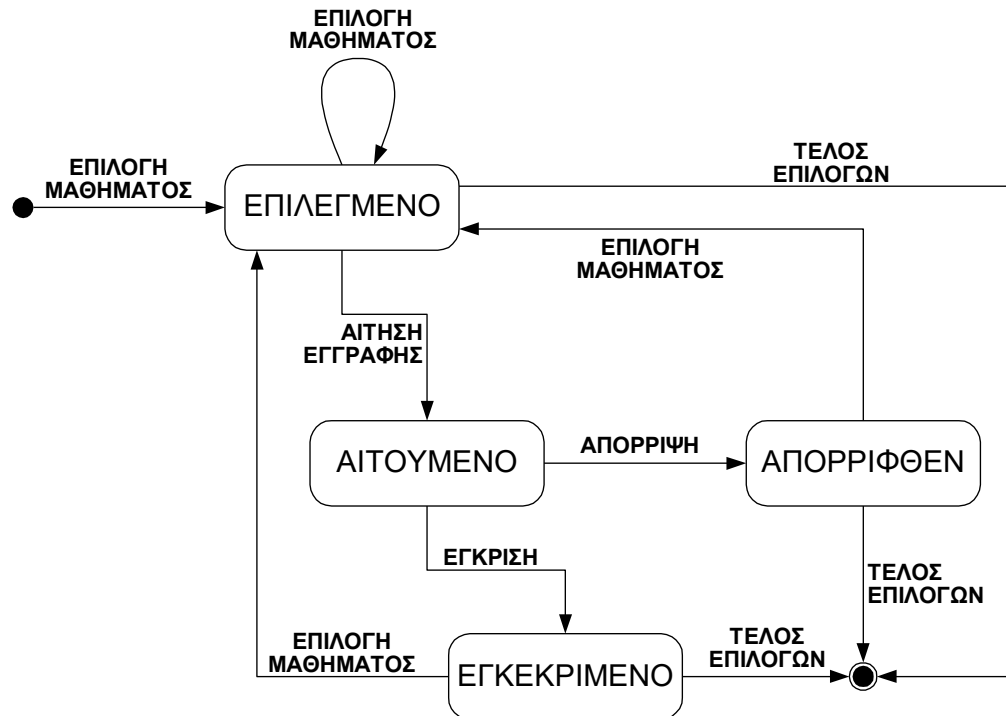 ΕΠΙΛΟΓΗ
ΜΑΘΗΜΑΤΟΣ
ΕΠΙΛΟΓΗ
ΜΑΘΗΜΑΤΟΣ
ΤΕΛΟΣ
ΕΠΙΛΟΓΩΝ
ΕΠΙΛΕΓΜΕΝΟ
ΕΠΙΛΟΓΗ
ΜΑΘΗΜΑΤΟΣ
ΑΙΤΗΣΗ
ΕΓΓΡΑΦΗΣ
ΑΙΤΟΥΜΕΝΟ
ΑΠΟΡΡΙΨΗ
ΑΠΟΡΡΙΦΘΕΝ
ΕΓΚΡΙΣΗ
ΤΕΛΟΣ
ΕΠΙΛΟΓΩΝ
ΕΠΙΛΟΓΗ
ΜΑΘΗΜΑΤΟΣ
ΕΓΚΕΚΡΙΜΕΝΟ
ΤΕΛΟΣ
ΕΠΙΛΟΓΩΝ